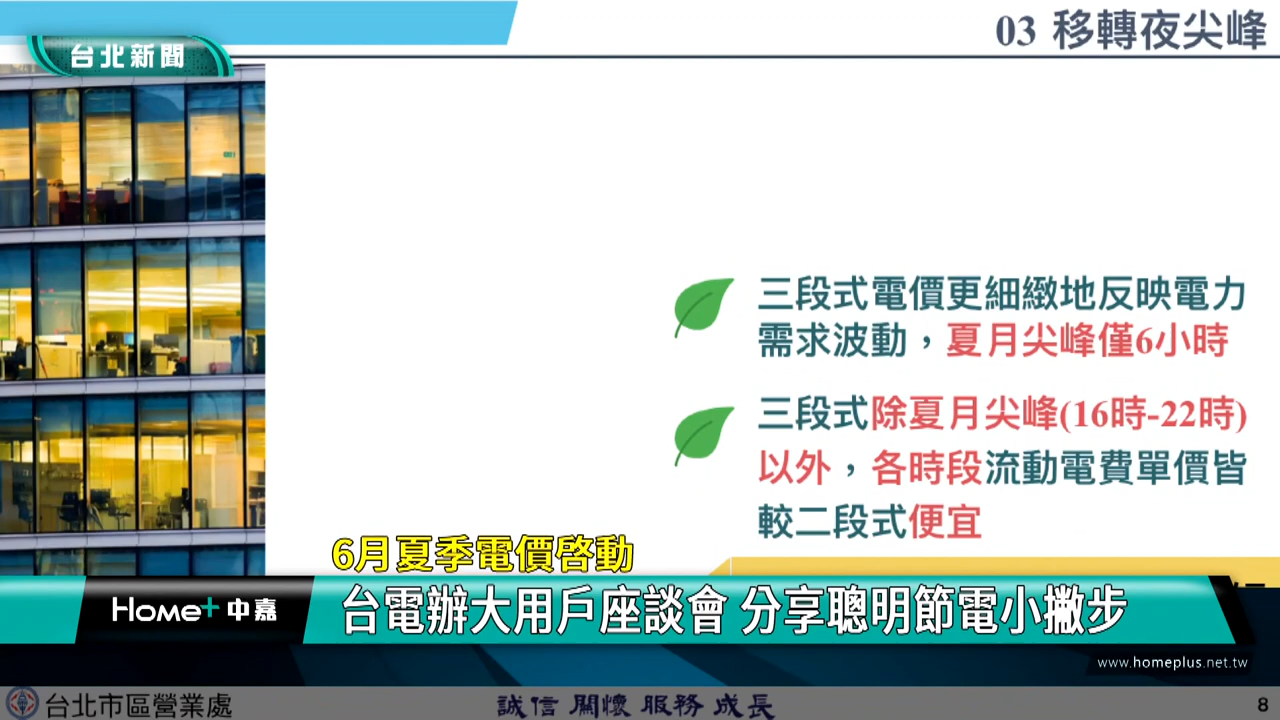 03 移轉夜尖峰
台北新聞
三段式電價更細緻地反映電力
需求波動，夏月尖峰僅6小時
三段式除夏月尖峰(16時-22時)
以外，各時段流動電費單價皆
較二段式便宜
6月夏季電價啓動
Home+中嘉
台電辦大用戶座談會 分享聰明節電小撇步
www.homeplus.net.tw
台北市區營業處
誠信 關懷 服務 成長
8